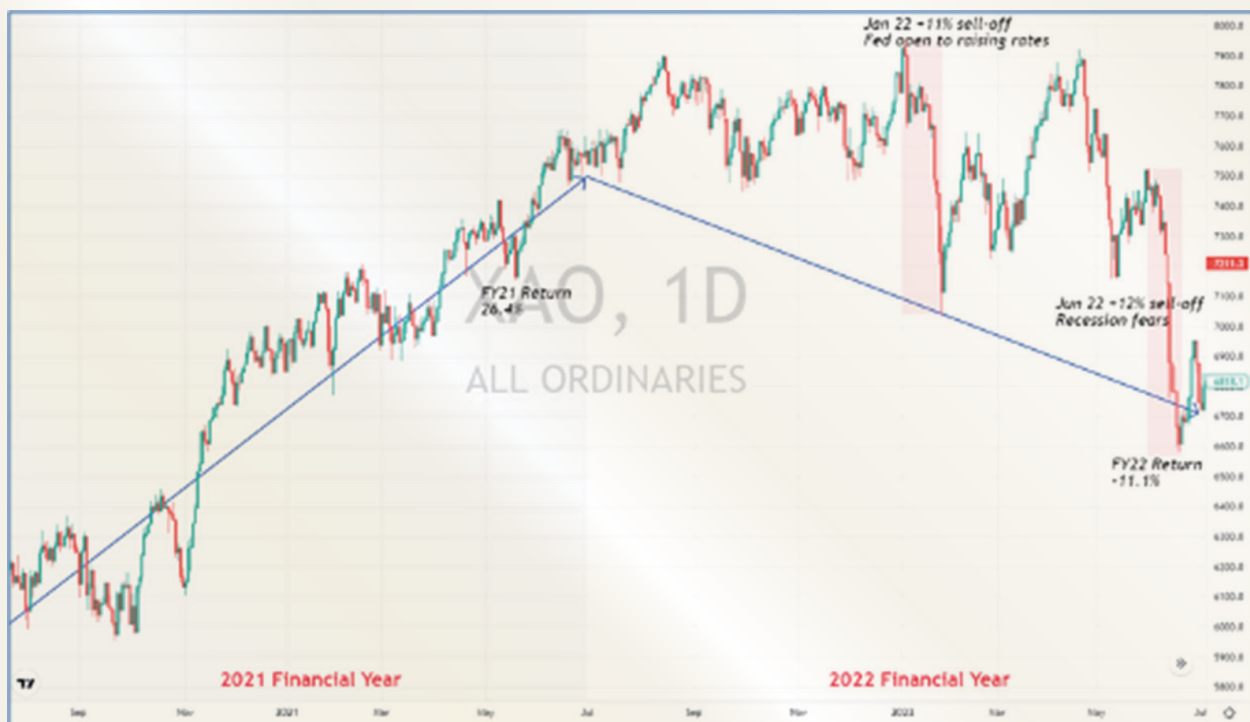 Jan 22 -11% sell-off
Fed open to raising rates
XAO, 1D
ALL ORDINARIES
FY21 Return
26.4%
Jun 22 -12% sell-off
Recession fears
FY22 Return
-11.1%
2021 Financial Year
2022 Financial Year
8000.0
7900.0
7800.0
7700.0
7600.0
7500.0
7400.0
7300.0
7100.0
7000.0
6900.0
6700.0
6600.0
6400.0
6300.0
6200.0
6100.0
6000.0
5900.0
5800.0
Sep
Nov
2021
Mar
May
Jul
Sep
Nov
2022
Mar
May
Jul